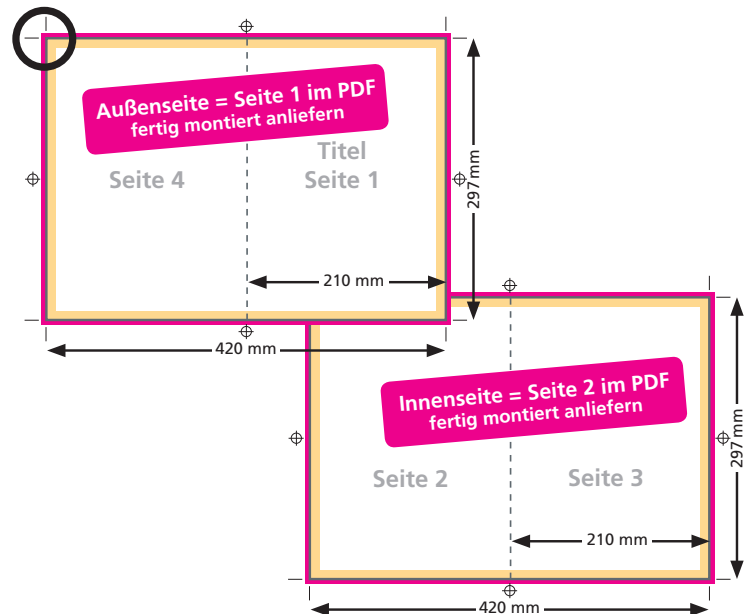 Außenseite = Seite 1 im PDF
fertig montiert anliefern
Titel
Seite 4
Seite 1
297 mm
210 mm
420 mm
Innenseite = Seite 2 im PDF
fertig montiert anliefern
Seite 2
Seite 3
297 mm
210 mm
420 mm